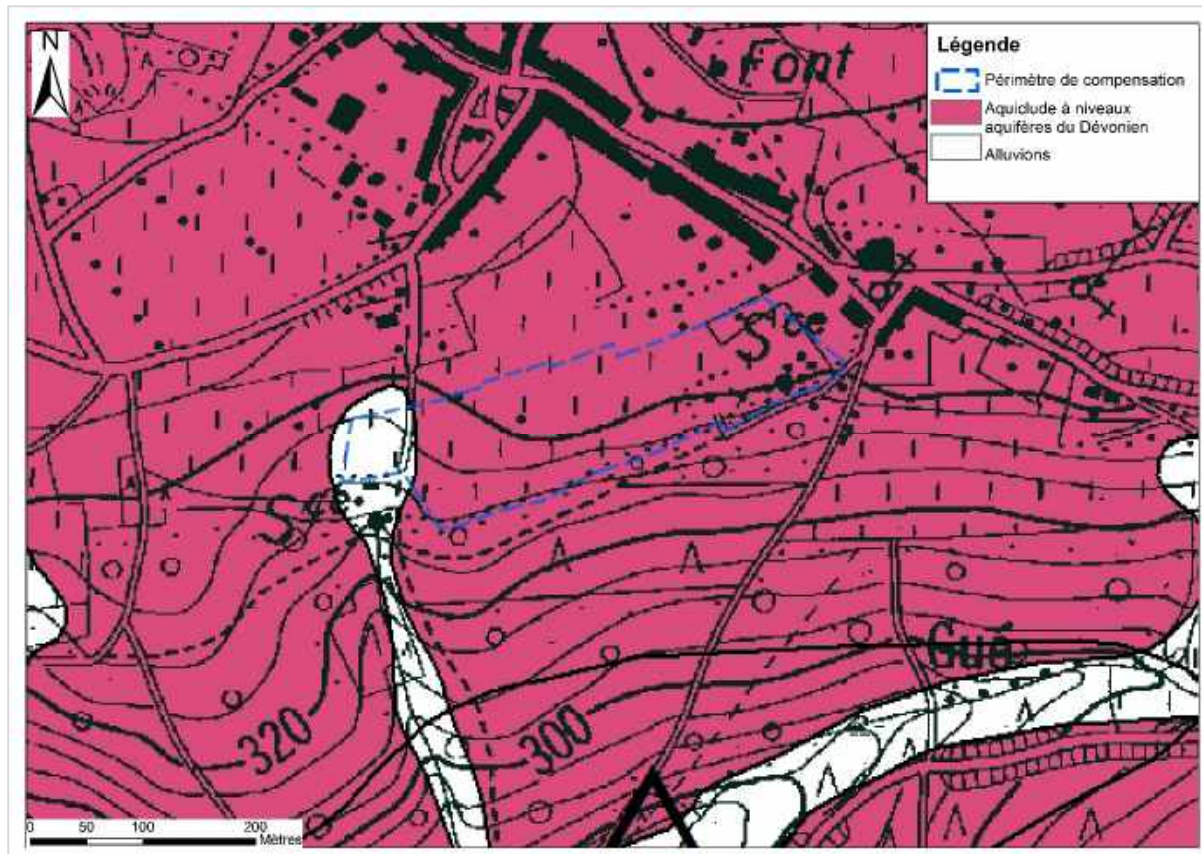 N
Font
Légende
Périmètre de compensation
Aquiclude à niveaux
aquifères du Dévonien
Alluvions
Sce
Gué
320
300
0 50 100 200
Mètres